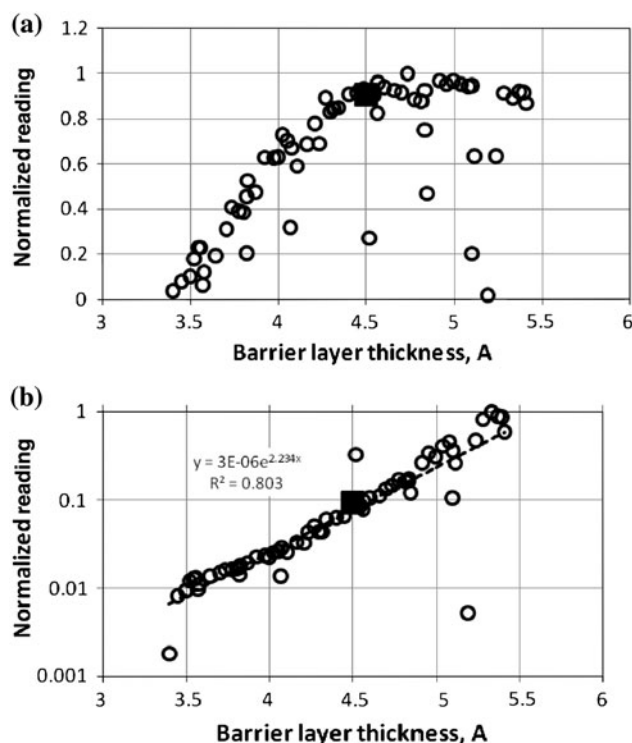 (a)
1.2
1
0.8
0.6
0.4
0.2
0
Normalized reading
3 3.5 4 4.5 5 5.5 6
Barrier layer thickness, A
(b)
1
0.1
0.01
0.001
Normalized reading
y = 3E-06e^2.234x
R² = 0.803
3 3.5 4 4.5 5 5.5 6
Barrier layer thickness, A